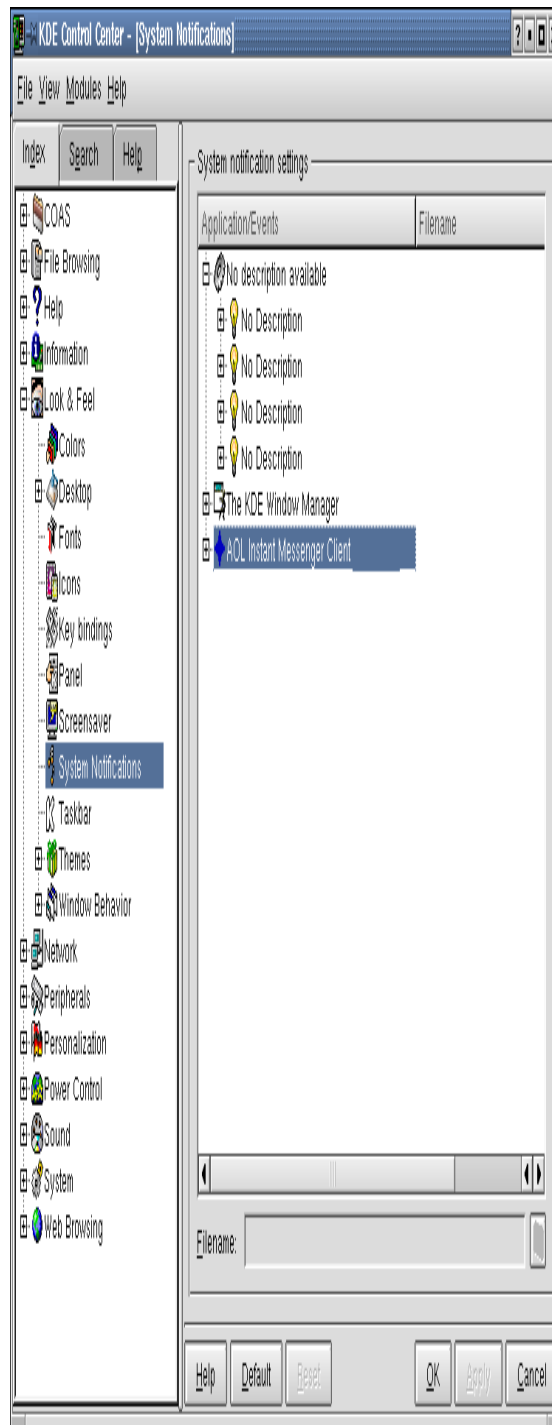 KDE Control Center - [System Notifications]
File View Modules Help
Index Search Help
COAS
File Browsing
Help
Information
Look & Feel
Colors
Desktop
Fonts
Icons
Key bindings
Panel
Screensaver
System Notifications
Taskbar
Themes
Window Behavior
Network
Peripherals
Personalization
Power Control
Sound
System
Web Browsing
System notification settings
Application/Events Filename
No description available
No Description
No Description
No Description
No Description
The KDE Window Manager
AOL Instant Messenger Client
Filename:
Help Default Reset OK Apply Cancel